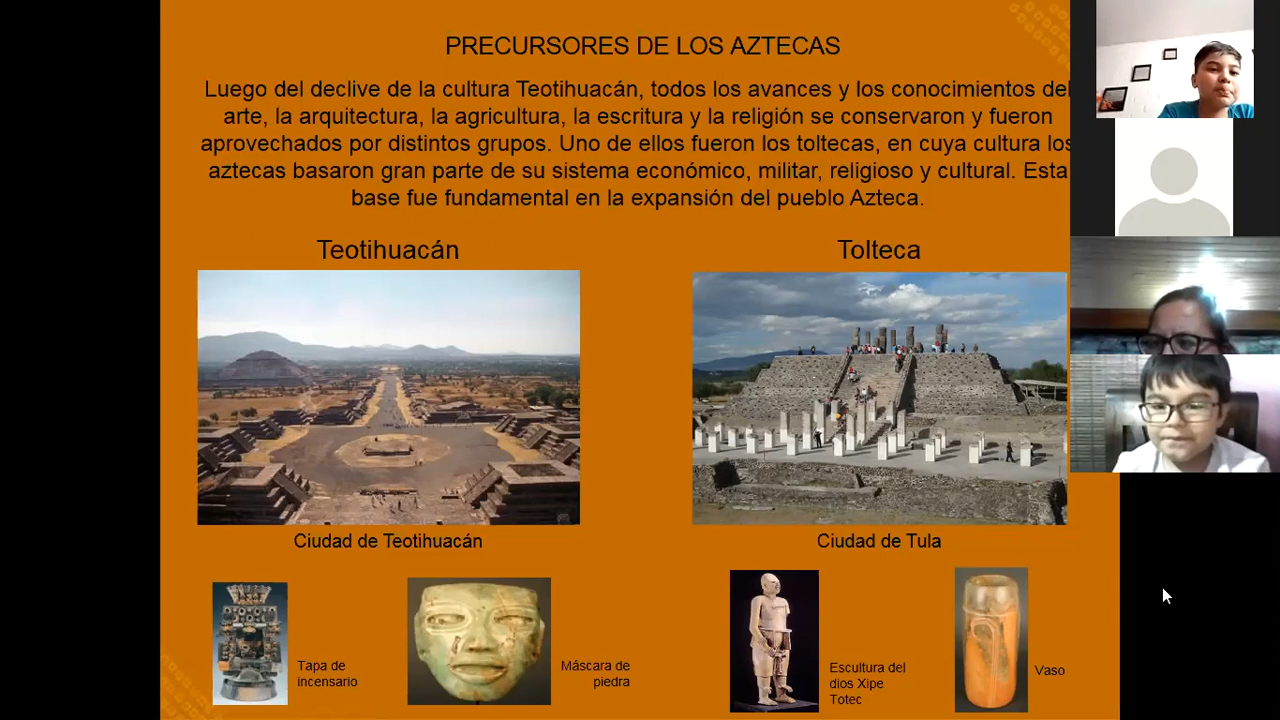 PRECURSORES DE LOS AZTECAS
Luego del declive de la cultura Teotihuacán, todos los avances y los conocimientos del
arte, la arquitectura, la agricultura, la escritura y la religión se conservaron y fueron
aprovechados por distintos grupos. Uno de ellos fueron los toltecas, en cuya cultura los
aztecas basaron gran parte de su sistema económico, militar, religioso y cultural. Esta
base fue fundamental en la expansión del pueblo Azteca.
Teotihuacán
Tolteca
Ciudad de Teotihuacán
Ciudad de Tula
Tapa de
incensario
Máscara de
piedra
Escultura del
dios Xipe
Totec
Vaso